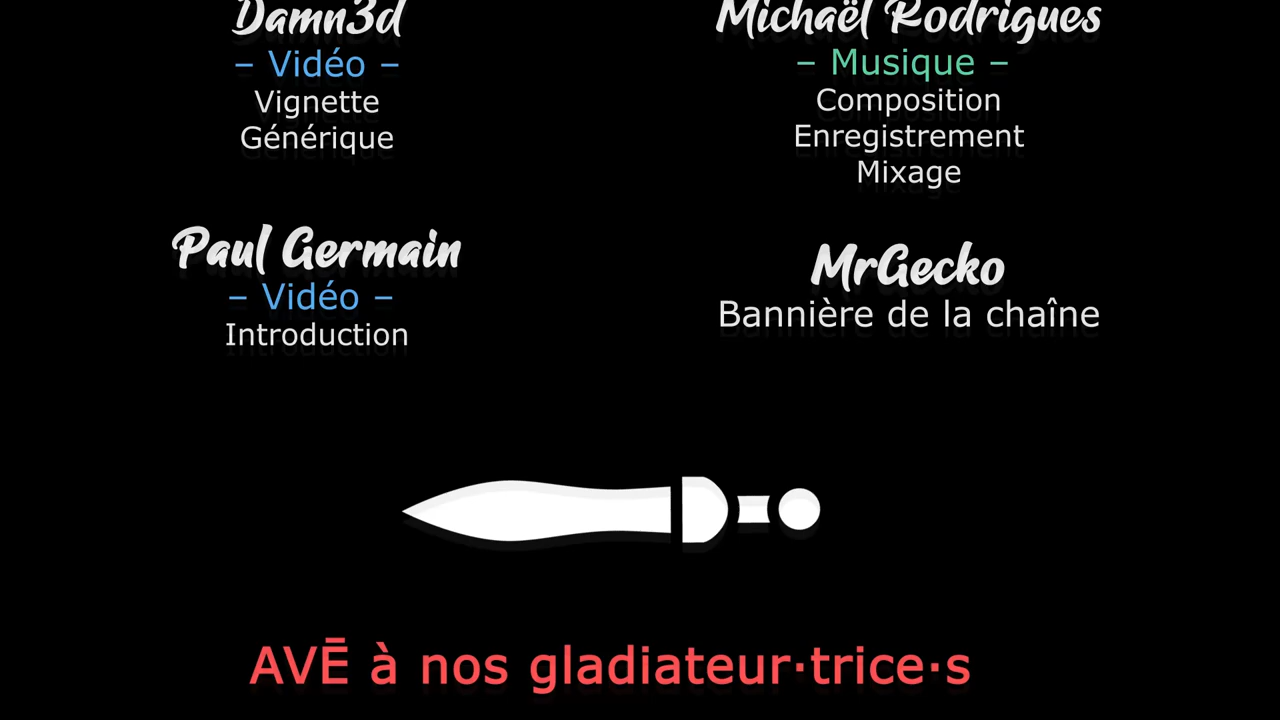 Damn3d
– Vidéo –
Vignette
Générique
Michaël Rodrigues
– Musique –
Composition
Enregistrement
Mixage
Paul Germain
– Vidéo –
Introduction
MrGecko
Bannière de la chaîne
AVĒ à nos gladiateur·trice·s